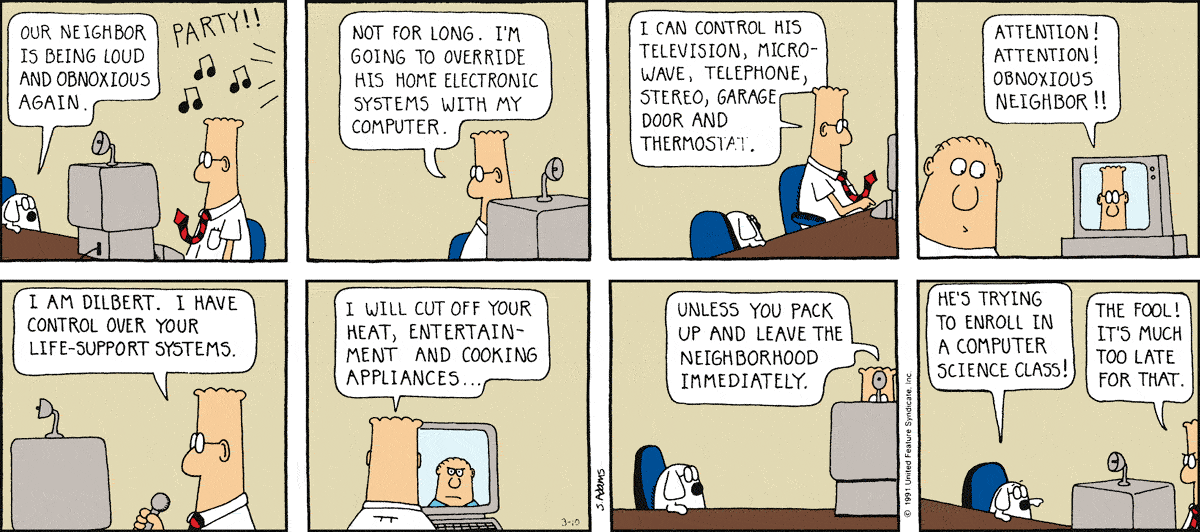 OUR NEIGHBOR
IS BEING LOUD
AND OBNOXIOUS
AGAIN.
PARTY!!
NOT FOR LONG. I'M
GOING TO OVERRIDE
HIS HOME ELECTRONIC
SYSTEMS WITH MY
COMPUTER.
I CAN CONTROL HIS
TELEVISION, MICRO-
WAVE, TELEPHONE,
STEREO, GARAGE
DOOR AND
THERMOSTAT.
ATTENTION!
ATTENTION!
OBNOXIOUS
NEIGHBOR!!
I AM DILBERT. I HAVE
CONTROL OVER YOUR
LIFE-SUPPORT SYSTEMS.
I WILL CUT OFF YOUR
HEAT, ENTERTAIN-
MENT AND COOKING
APPLIANCES...
3-10
S. Adams
UNLESS YOU PACK
UP AND LEAVE THE
NEIGHBORHOOD
IMMEDIATELY.
© 1991 United Feature Syndicate, Inc.
HE'S TRYING
TO ENROLL IN
A COMPUTER
SCIENCE CLASS!
THE FOOL!
IT'S MUCH
TOO LATE
FOR THAT.